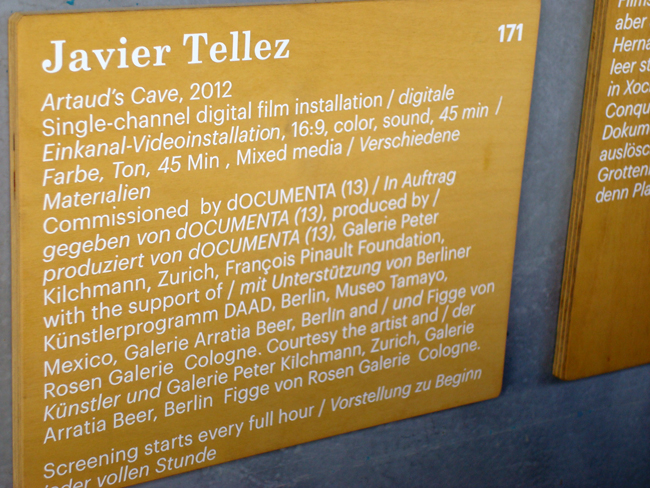 Javier Tellez
171
Artaud's Cave, 2012
Single-channel digital film installation / digitale
Einkanal-Videoinstallation, 16:9, color, sound, 45 min /
Farbe, Ton, 45 Min , Mixed media / Verschiedene
Materialien
Commissioned by dOCUMENTA (13) / In Auftrag
gegeben von dOCUMENTA (13), produced by /
produziert von dOCUMENTA (13), Galerie Peter
Kilchmann, Zurich, François Pinault Foundation,
with the support of / mit Unterstützung von Berliner
Künstlerprogramm DAAD, Berlin, Museo Tamayo,
Mexico, Galerie Arratia Beer, Berlin and / und Figge von
Rosen Galerie Cologne. Courtesy the artist and / der
Künstler und Galerie Peter Kilchmann, Zurich, Galerie
Arratia Beer, Berlin Figge von Rosen Galerie Cologne.
Screening starts every full hour / Vorstellung zu Beginn
jeder vollen Stunde
Films
aber
Herna
leer st
in Xoc
Conqu
Dokum
auslösc
Grotten
denn Pla